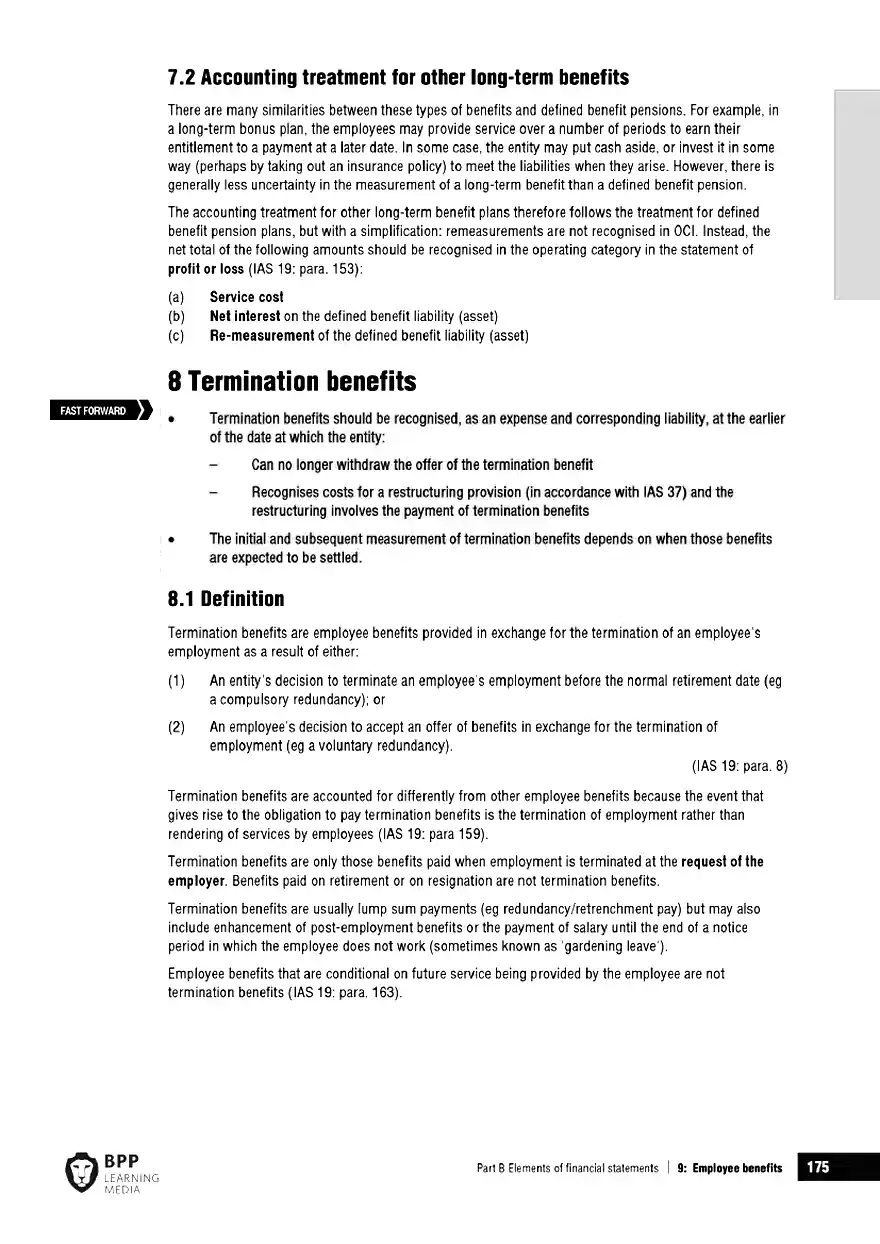 7.2 Accounting treatment for other long-term benefits
There are many similarities between these types of benefits and defined benefit pensions. For example, in
a long-term bonus plan, the employees may provide service over a number of periods to earn their
entitlement to a payment at a later date. In some case, the entity may put cash aside, or invest it in some
way (perhaps by taking out an insurance policy) to meet the liabilities when they arise. However, there is
generally less uncertainty in the measurement of a long-term benefit than a defined benefit pension.
The accounting treatment for other long-term benefit plans therefore follows the treatment for defined
benefit pension plans, but with a simplification: remeasurements are not recognised in OCI. Instead, the
net total of the following amounts should be recognised in the operating category in the statement of
profit or loss (IAS 19: para. 153):
(a) Service cost
(b) Net interest on the defined benefit liability (asset)
(c) Re-measurement of the defined benefit liability (asset)
8 Termination benefits
FAST FORWARD
• Termination benefits should be recognised, as an expense and corresponding liability, at the earlier
of the date at which the entity:
– Can no longer withdraw the offer of the termination benefit
– Recognises costs for a restructuring provision (in accordance with IAS 37) and the
restructuring involves the payment of termination benefits
• The initial and subsequent measurement of termination benefits depends on when those benefits
are expected to be settled.
8.1 Definition
Termination benefits are employee benefits provided in exchange for the termination of an employee's
employment as a result of either:
(1) An entity's decision to terminate an employee's employment before the normal retirement date (eg
a compulsory redundancy); or
(2) An employee's decision to accept an offer of benefits in exchange for the termination of
employment (eg a voluntary redundancy).
(IAS 19: para. 8)
Termination benefits are accounted for differently from other employee benefits because the event that
gives rise to the obligation to pay termination benefits is the termination of employment rather than
rendering of services by employees (IAS 19: para 159).
Termination benefits are only those benefits paid when employment is terminated at the request of the
employer. Benefits paid on retirement or on resignation are not termination benefits.
Termination benefits are usually lump sum payments (eg redundancy/retrenchment pay) but may also
include enhancement of post-employment benefits or the payment of salary until the end of a notice
period in which the employee does not work (sometimes known as 'gardening leave').
Employee benefits that are conditional on future service being provided by the employee are not
termination benefits (IAS 19: para. 163).
BPP
LEARNING
MEDIA
Part B Elements of financial statements | 9: Employee benefits 175